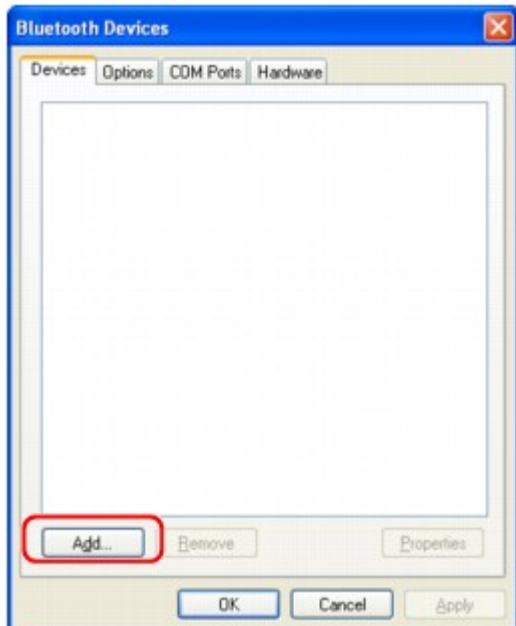 Bluetooth Devices
Devices Options COM Ports Hardware
Add... Remove Properties
OK Cancel Apply